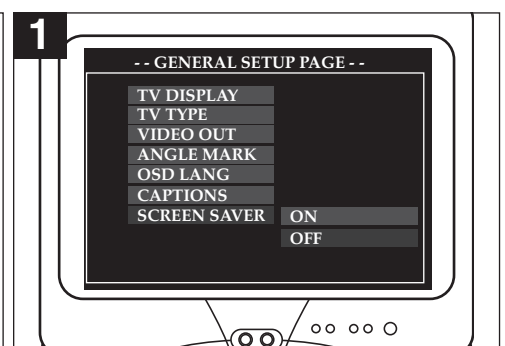 1
- - GENERAL SETUP PAGE - -
TV DISPLAY
TV TYPE
VIDEO OUT
ANGLE MARK
OSD LANG
CAPTIONS
SCREEN SAVER ON
OFF